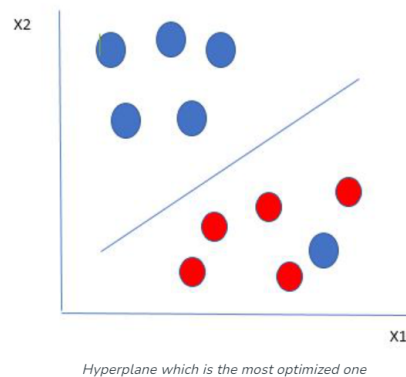 X2
X1
Hyperplane which is the most optimized one